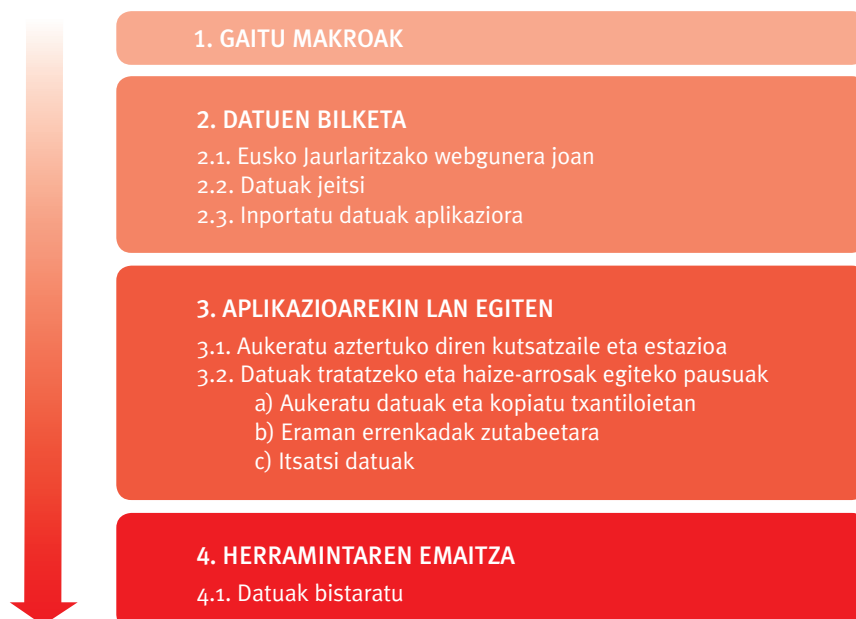 1. GAITU MAKROAK
2. DATUEN BILKETA
2.1. Eusko Jaurlaritzako webgunera joan
2.2. Datuak jeitsi
2.3. Inportatu datuak aplikaziora
3. APLIKAZIOAREKIN LAN EGITEN
3.1. Aukeratu aztertuko diren kutsatzaile eta estazioa
3.2. Datuak tratatzeko eta haize-arrosak egiteko pausuak
a) Aukeratu datuak eta kopiatu txantiloietan
b) Eraman errenkadak zutabeetara
c) Itsatsi datuak
4. HERRAMINTAREN EMAITZA
4.1. Datuak bistaratu